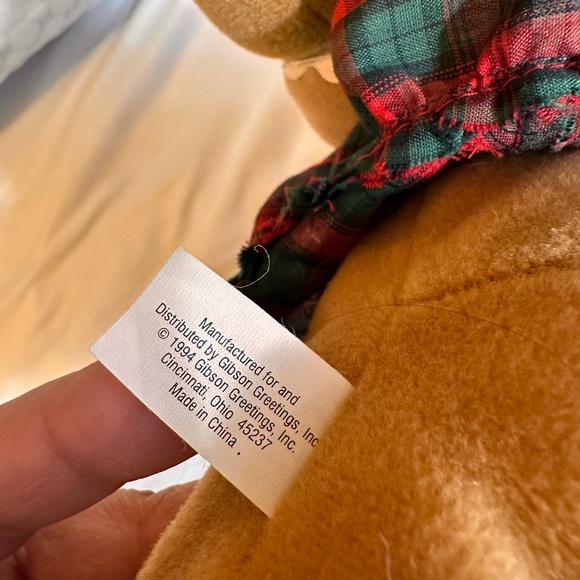 Manufactured for and
Distributed by Gibson Greetings, Inc
© 1994 Gibson Greetings, Inc.
Cincinnati, Ohio 45237
Made in China .